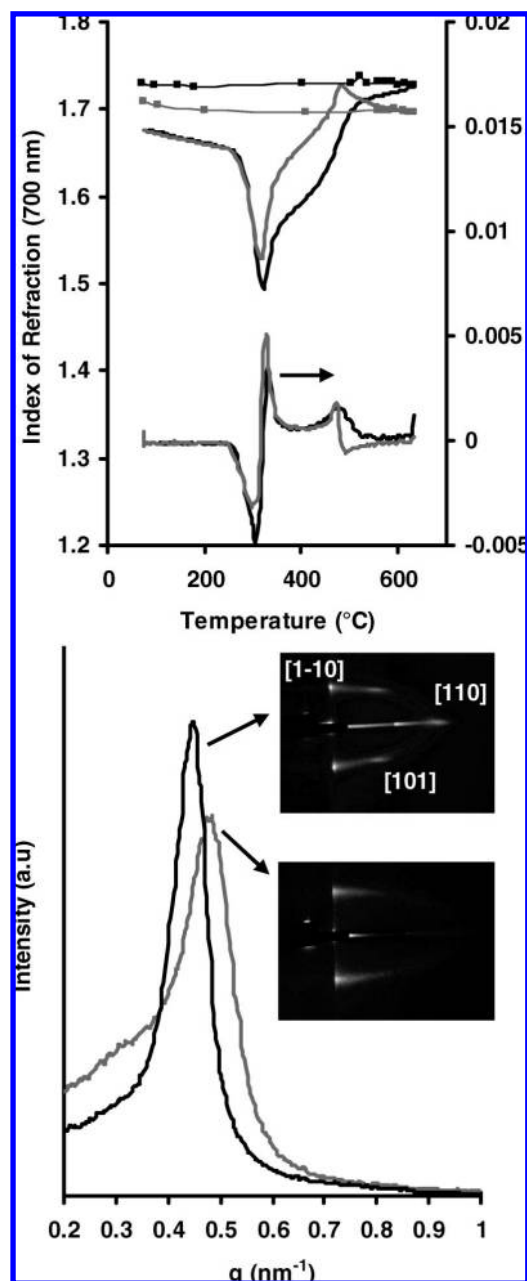 1.8
1.7
1.6
1.5
1.4
1.3
1.2
0.02
0.015
0.01
0.005
0
-0.005
Index of Refraction (700 nm)
0 200 400 600
Temperature (°C)
[1-10]
[110]
[101]
Intensity (a.u)
0.2 0.3 0.4 0.5 0.6 0.7 0.8 0.9 1
q (nm-1)